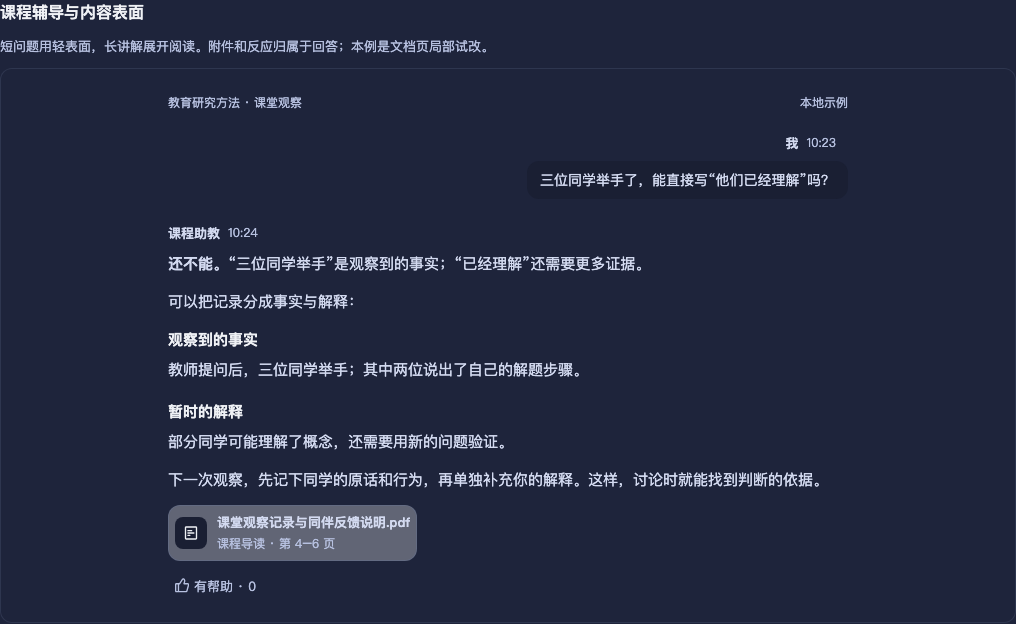 课程辅导与内容表面
短问题用轻表面，长讲解展开阅读。附件和反应归属于回答；本例是文档页局部试改。
教育研究方法 · 课堂观察
本地示例
我 10:23
三位同学举手了，能直接写“他们已经理解”吗？
课程助教 10:24
还不能。“三位同学举手”是观察到的事实；“已经理解”还需要更多证据。
可以把记录分成事实与解释：
观察到的事实
教师提问后，三位同学举手；其中两位说出了自己的解题步骤。
暂时的解释
部分同学可能理解了概念，还需要用新的问题验证。
下一次观察，先记下同学的原话和行为，再单独补充你的解释。这样，讨论时就能找到判断的依据。
课堂观察记录与同伴反馈说明.pdf
课程导读 · 第 4–6 页
有帮助 · 0